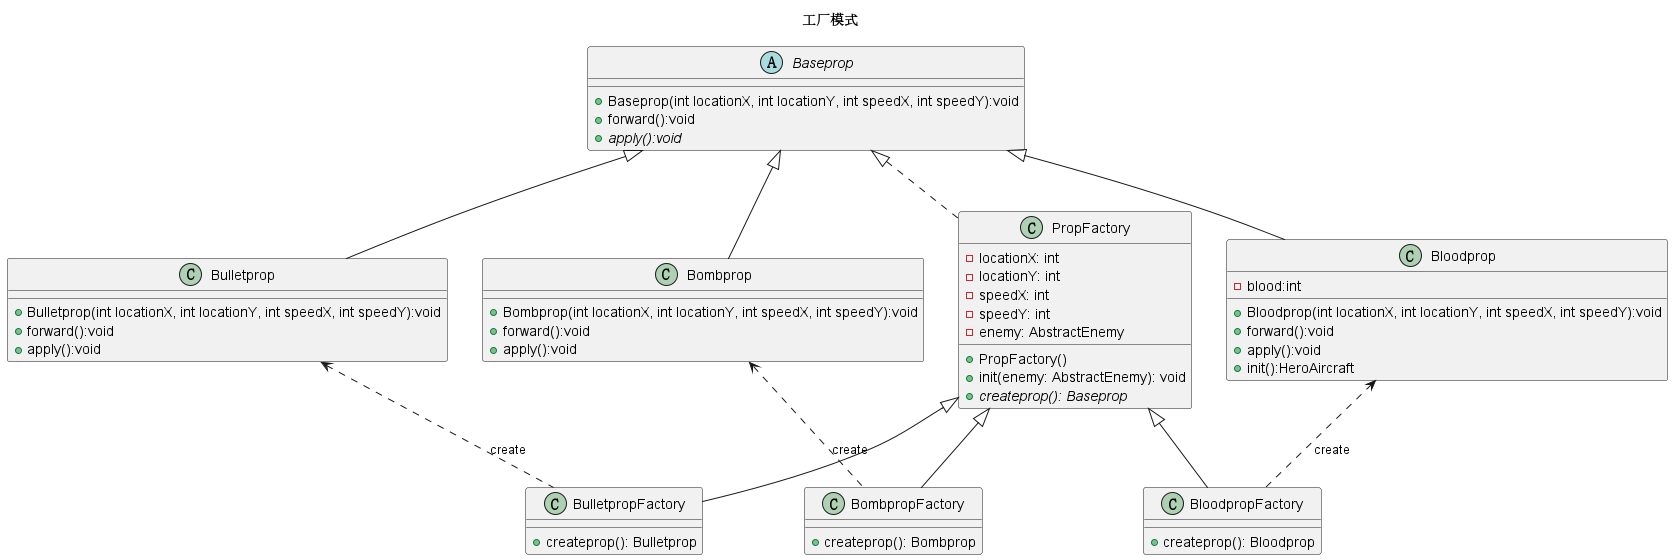 工厂模式
A Baseprop
Baseprop(int locationX, int locationY, int speedX, int speedY):void
forward():void
apply():void
C Bulletprop
Bulletprop(int locationX, int locationY, int speedX, int speedY):void
forward():void
apply():void
C Bombprop
Bombprop(int locationX, int locationY, int speedX, int speedY):void
forward():void
apply():void
C PropFactory
locationX: int
locationY: int
speedX: int
speedY: int
enemy: AbstractEnemy
PropFactory()
init(enemy: AbstractEnemy): void
createprop(): Baseprop
C Bloodprop
blood:int
Bloodprop(int locationX, int locationY, int speedX, int speedY):void
forward():void
apply():void
init():HeroAircraft
create
create
create
C BulletpropFactory
createprop(): Bulletprop
C BombpropFactory
createprop(): Bombprop
C BloodpropFactory
createprop(): Bloodprop